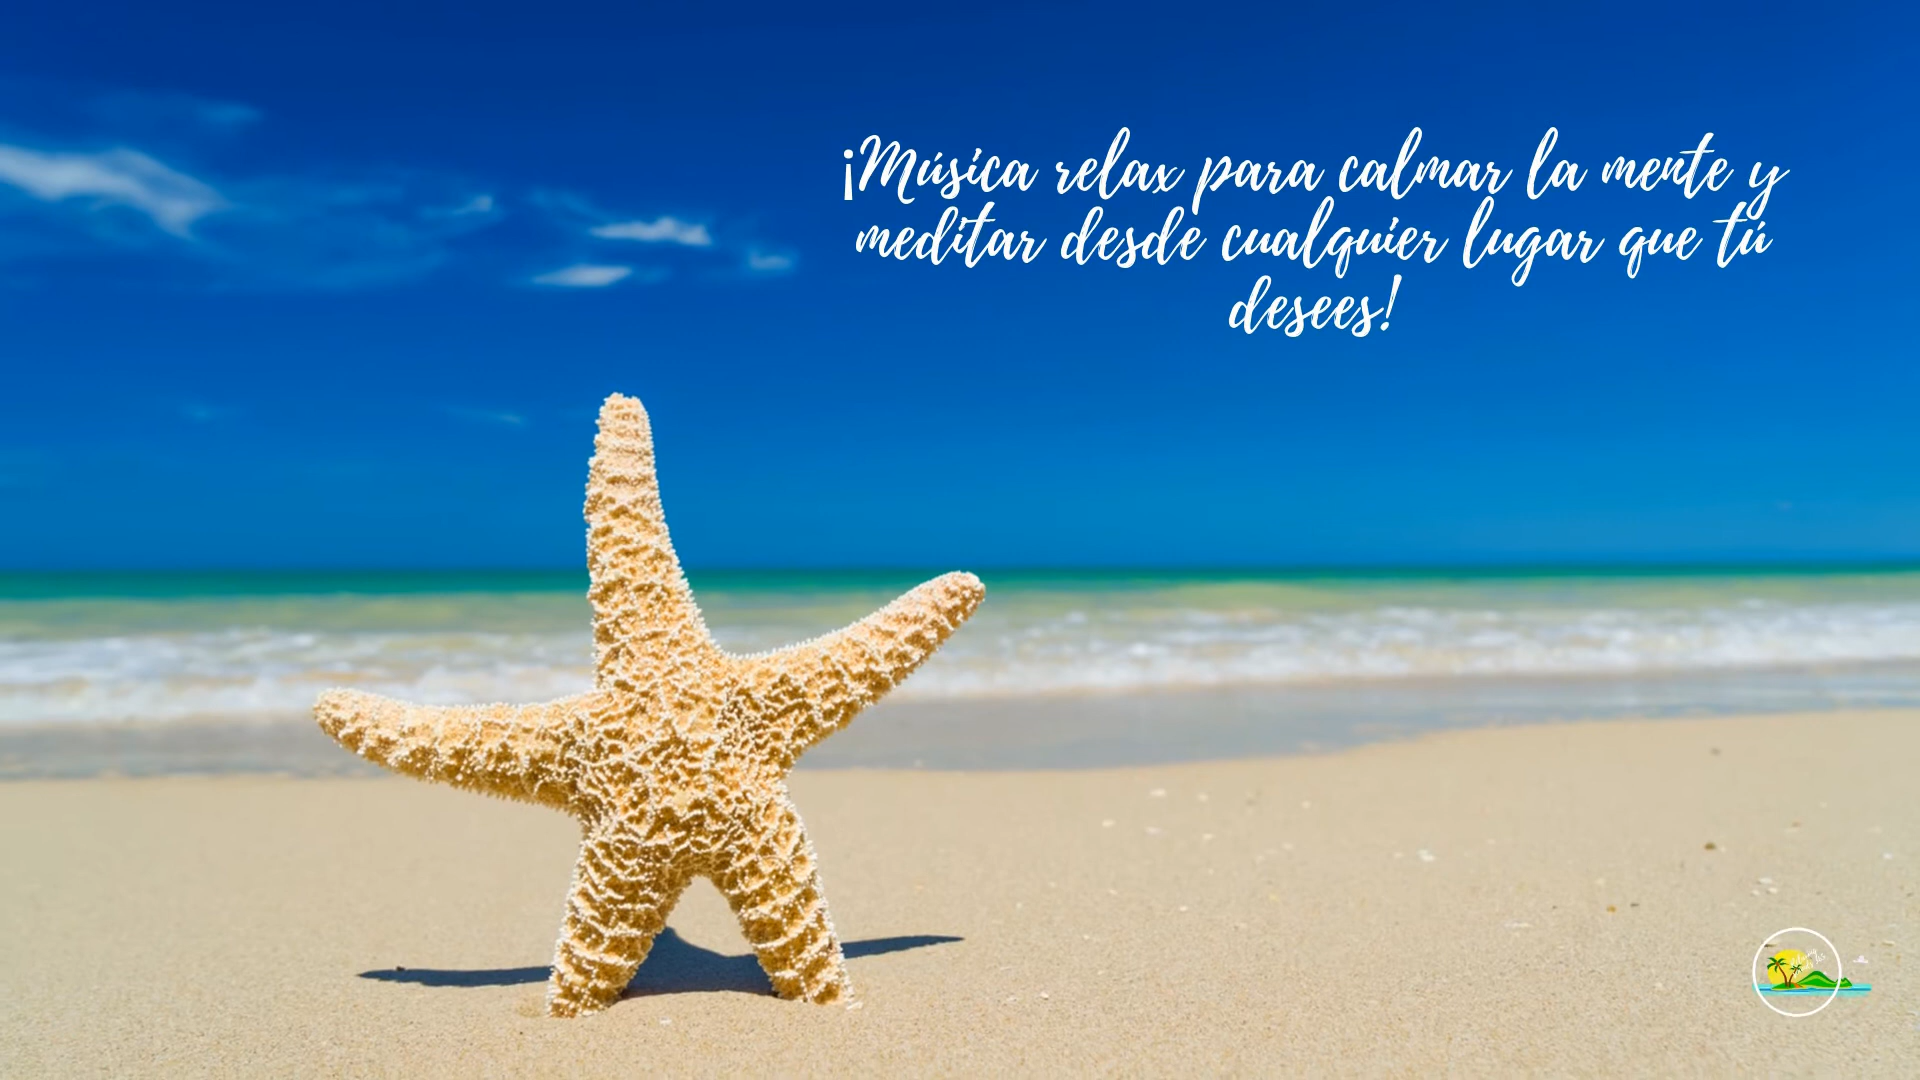 ¡Música relax para calmar la mente y
meditar desde cualquier lugar que tú
desees!